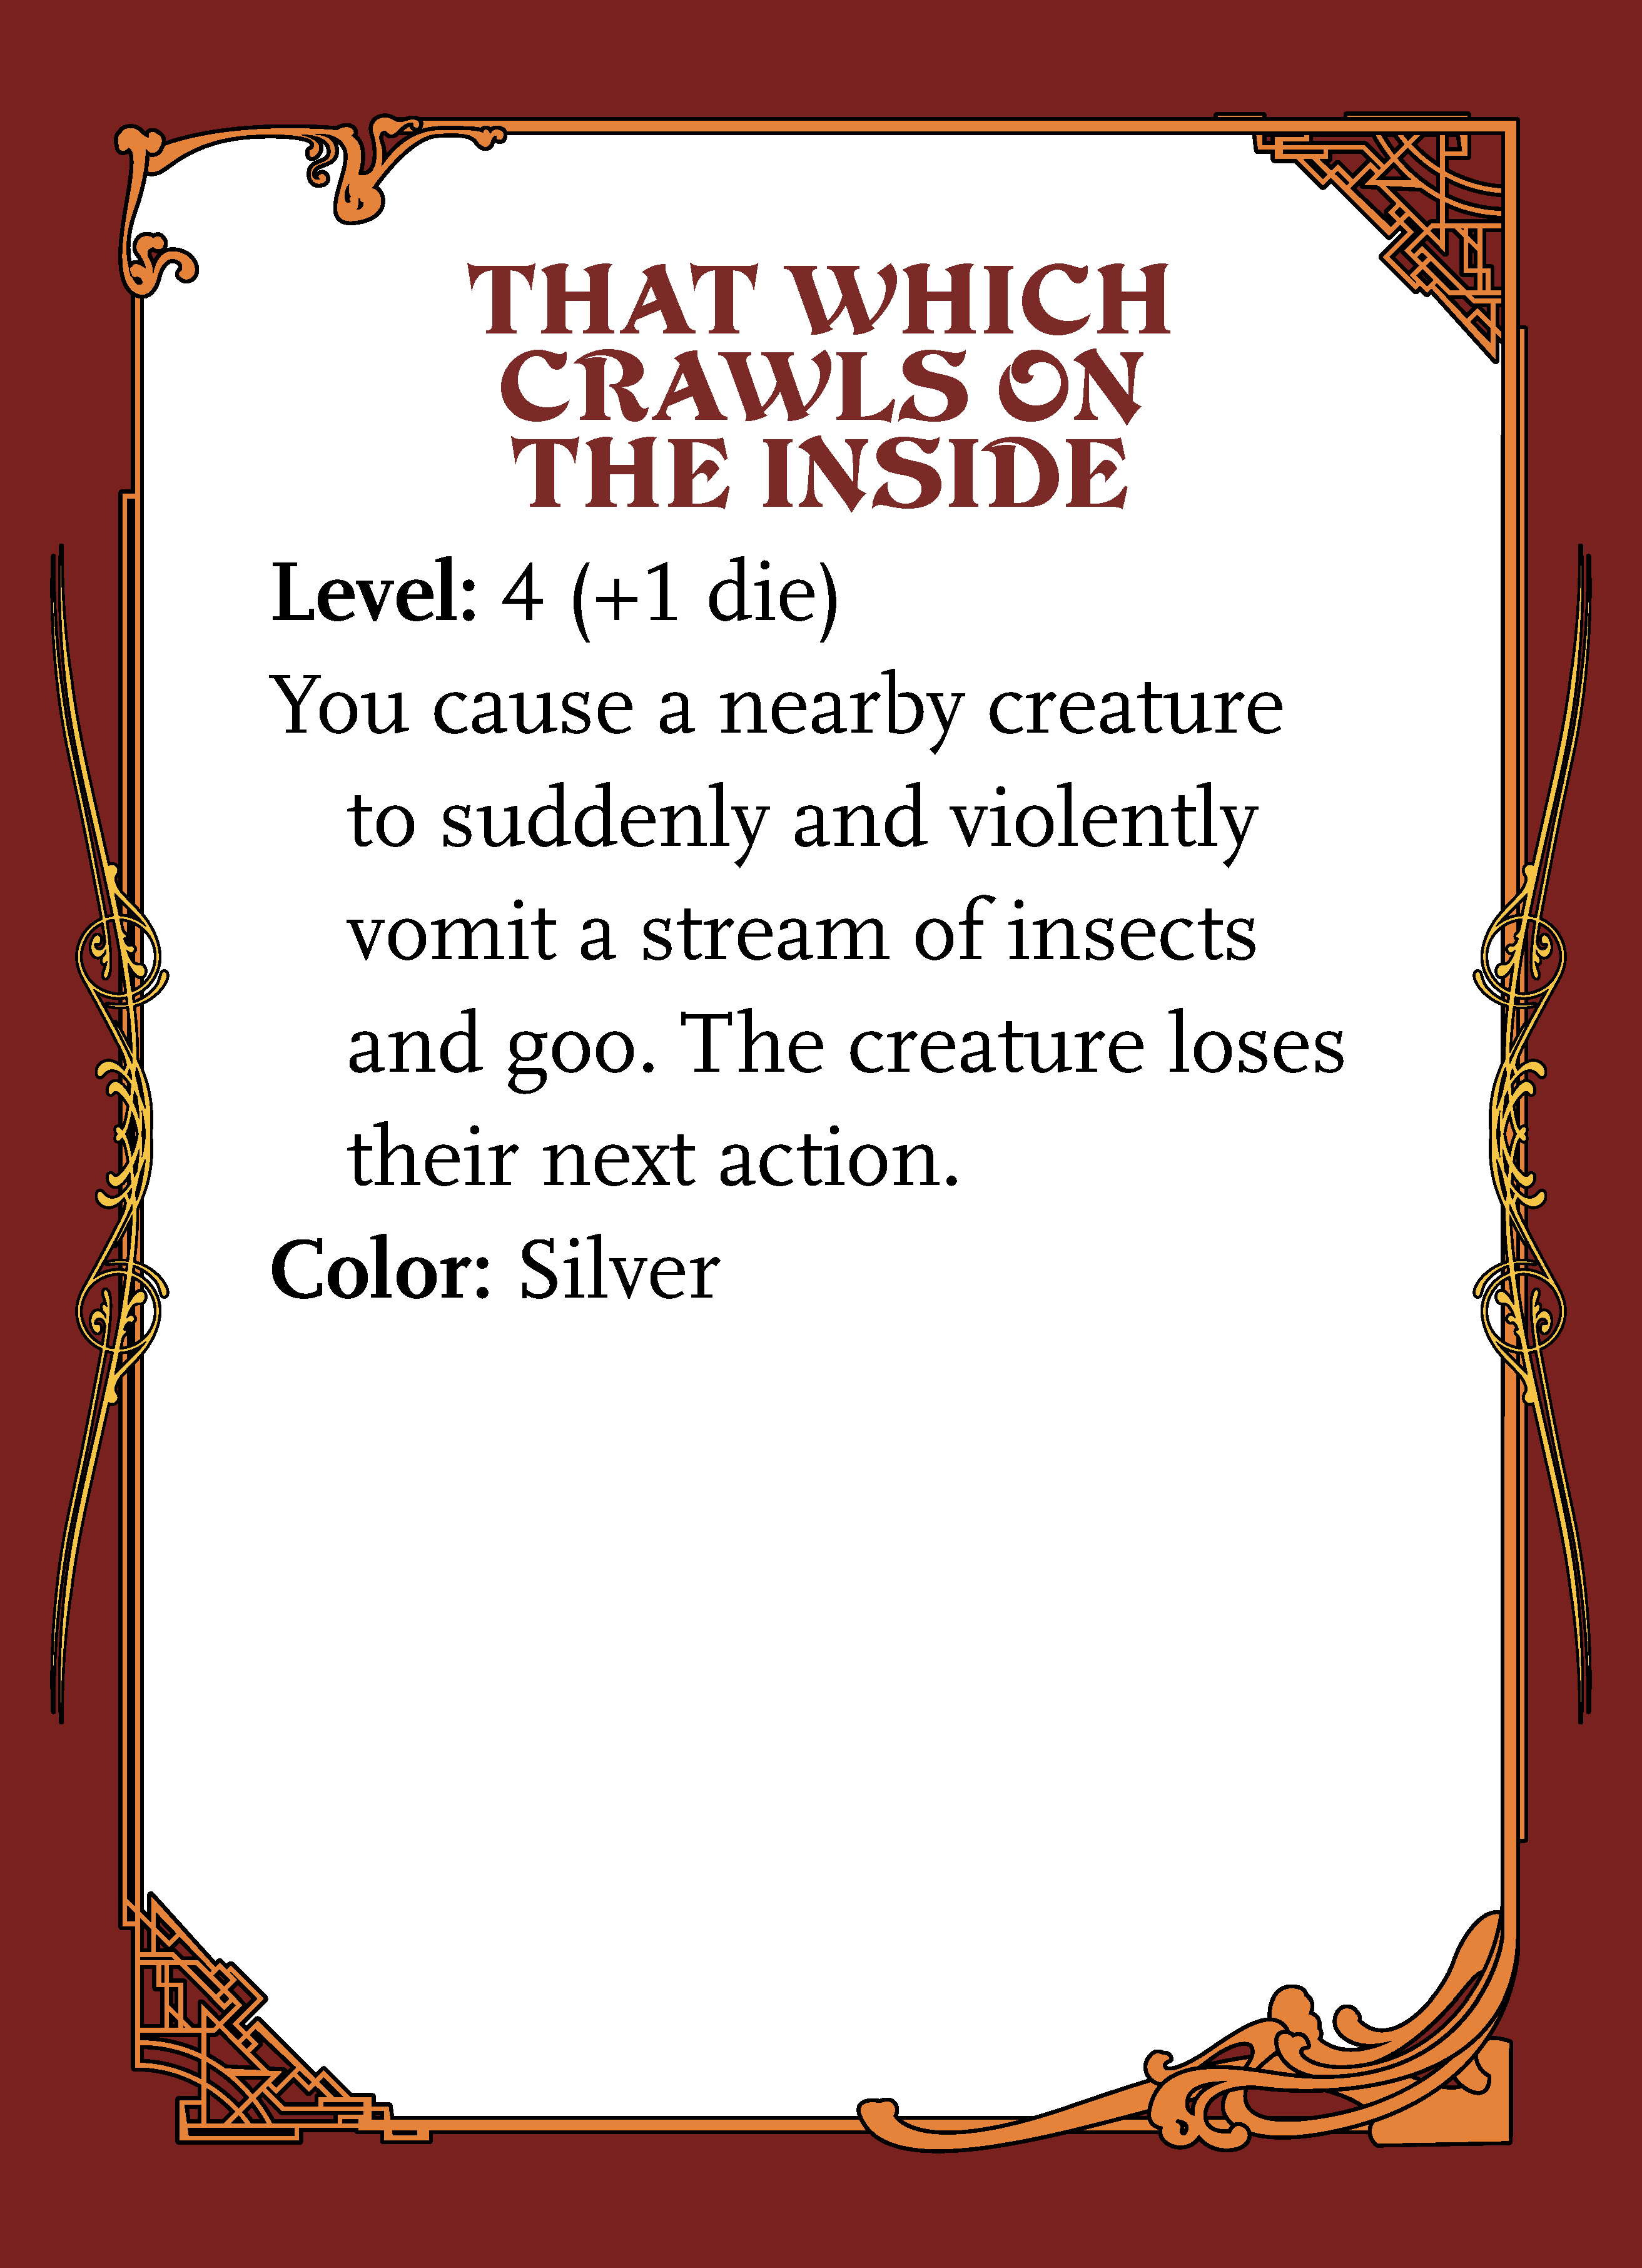 THAT WHICH
CRAWLS ON
THE INSIDE
Level: 4 (+1 die)
You cause a nearby creature
to suddenly and violently
vomit a stream of insects
and goo. The creature loses
their next action.
Color: Silver